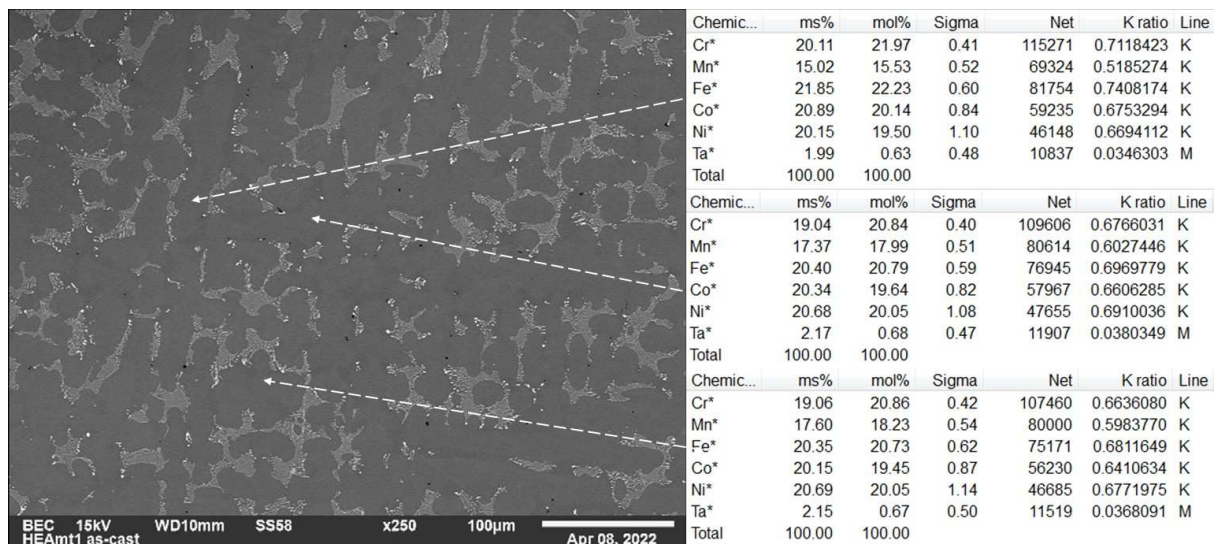 Chemic... ms% mol% Sigma Net K ratio Line
Cr* 20.11 21.97 0.41 115271 0.7118423 K
Mn* 15.02 15.53 0.52 69324 0.5185274 K
Fe* 21.85 22.23 0.60 81754 0.7408174 K
Co* 20.89 20.14 0.84 59235 0.6753294 K
Ni* 20.15 19.50 1.10 46148 0.6694112 K
Ta* 1.99 0.63 0.48 10837 0.0346303 M
Total 100.00 100.00
Chemic... ms% mol% Sigma Net K ratio Line
Cr* 19.04 20.84 0.40 109606 0.6766031 K
Mn* 17.37 17.99 0.51 80614 0.6027446 K
Fe* 20.40 20.79 0.59 76945 0.6969779 K
Co* 20.34 19.64 0.82 57967 0.6606285 K
Ni* 20.68 20.05 1.08 47655 0.6910036 K
Ta* 2.17 0.68 0.47 11907 0.0380349 M
Total 100.00 100.00
Chemic... ms% mol% Sigma Net K ratio Line
Cr* 19.06 20.86 0.42 107460 0.6636080 K
Mn* 17.60 18.23 0.54 80000 0.5983770 K
Fe* 20.35 20.73 0.62 75171 0.6811649 K
Co* 20.15 19.45 0.87 56230 0.6410634 K
Ni* 20.69 20.05 1.14 46685 0.6771975 K
Ta* 2.15 0.67 0.50 11519 0.0368091 M
Total 100.00 100.00
BEC 15kV WD10mm SS58 x250 100µm
HEAmt1 as-cast Apr 08, 2022